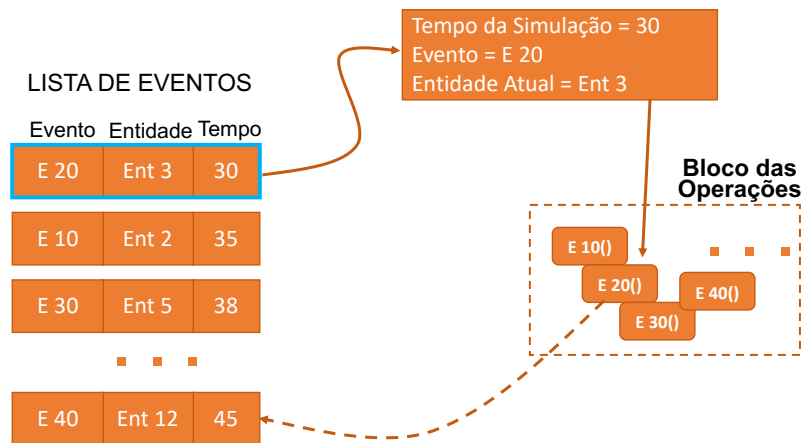 Tempo da Simulação = 30
Evento = E 20
Entidade Atual = Ent 3
LISTA DE EVENTOS
Evento Entidade Tempo
E 20 Ent 3 30
E 10 Ent 2 35
E 30 Ent 5 38
E 40 Ent 12 45
Bloco das
Operações
E 10()
E 20()
E 40()
E 30()